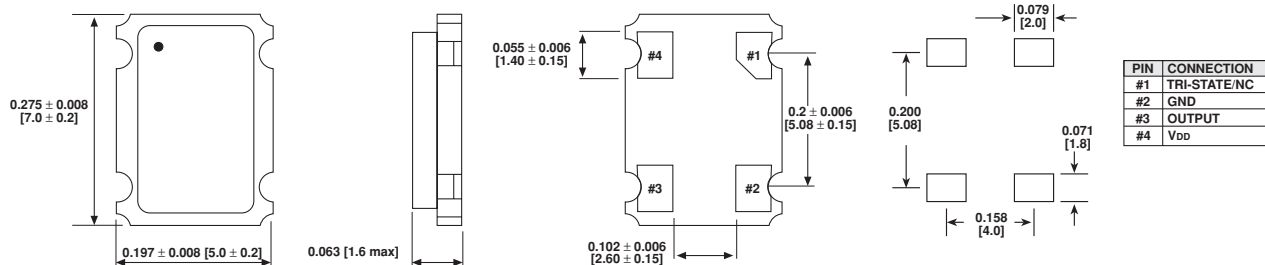 0.275 ± 0.008
[7.0 ± 0.2]
0.197 ± 0.008 [5.0 ± 0.2]
0.063 [1.6 max]
0.055 ± 0.006
[1.40 ± 0.15]
#4
#1
#3
#2
0.2 ± 0.006
[5.08 ± 0.15]
0.102 ± 0.006
[2.60 ± 0.15]
0.079
[2.0]
0.200
[5.08]
0.071
[1.8]
0.158
[4.0]
PIN CONNECTION
#1 TRI-STATE/NC
#2 GND
#3 OUTPUT
#4 VDD